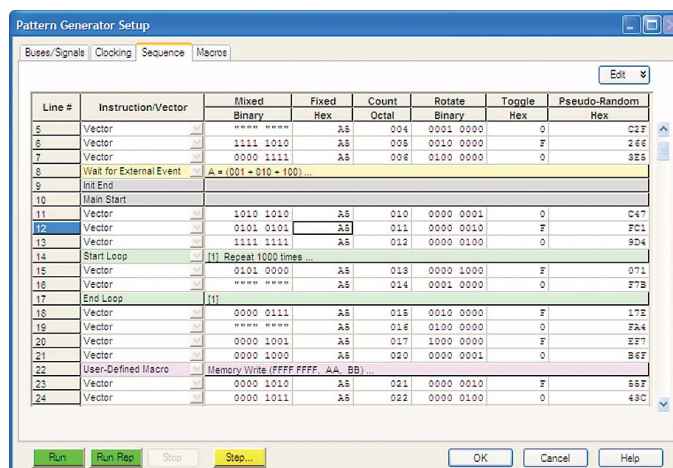 Pattern Generator Setup
Buses/Signals Clocking Sequence Macros
Edit
Line # Instruction/Vector Mixed Fixed Count Rotate Toggle Pseudo-Random
Binary Hex Octal Binary Hex Hex
5 Vector """" """" A5 004 0001 0000 0 C2F
6 Vector 1111 1010 A5 005 0010 0000 F 266
7 Vector 0000 1111 A5 006 0100 0000 0 3E5
8 Wait for External Event A = (001 + 010 + 100) ...
9 Init End
10 Main Start
11 Vector 1010 1010 A5 010 0000 0001 0 C47
12 Vector 0101 0101 A5 011 0000 0010 F FC1
13 Vector 1111 1111 A5 012 0000 0100 0 9D4
14 Start Loop [1] Repeat 1000 times ...
15 Vector 0101 0000 A5 013 0000 1000 F 071
16 Vector """" """" A5 014 0001 0000 0 F7B
17 End Loop [1]
18 Vector 0000 0111 A5 015 0010 0000 F 17E
19 Vector """" """" A5 016 0100 0000 0 FA4
20 Vector 0000 1001 A5 017 1000 0000 F EF7
21 Vector 0000 1000 A5 020 0000 0001 0 B6F
22 User-Defined Macro Memory Write (FFFF FFFF, AA, BB) ...
23 Vector 0000 1010 A5 021 0000 0010 F 55F
24 Vector 0000 1011 A5 022 0000 0100 0 43C
Run Run Rep Stop Step... OK Cancel Help